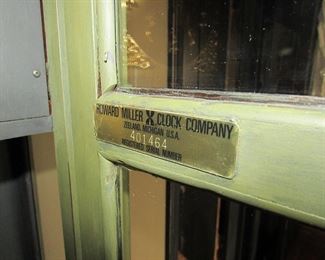 HOWARD MILLER CLOCK COMPANY
ZEELAND, MICHIGAN U.S.A.
401464
REGISTERED SERIAL NUMBER